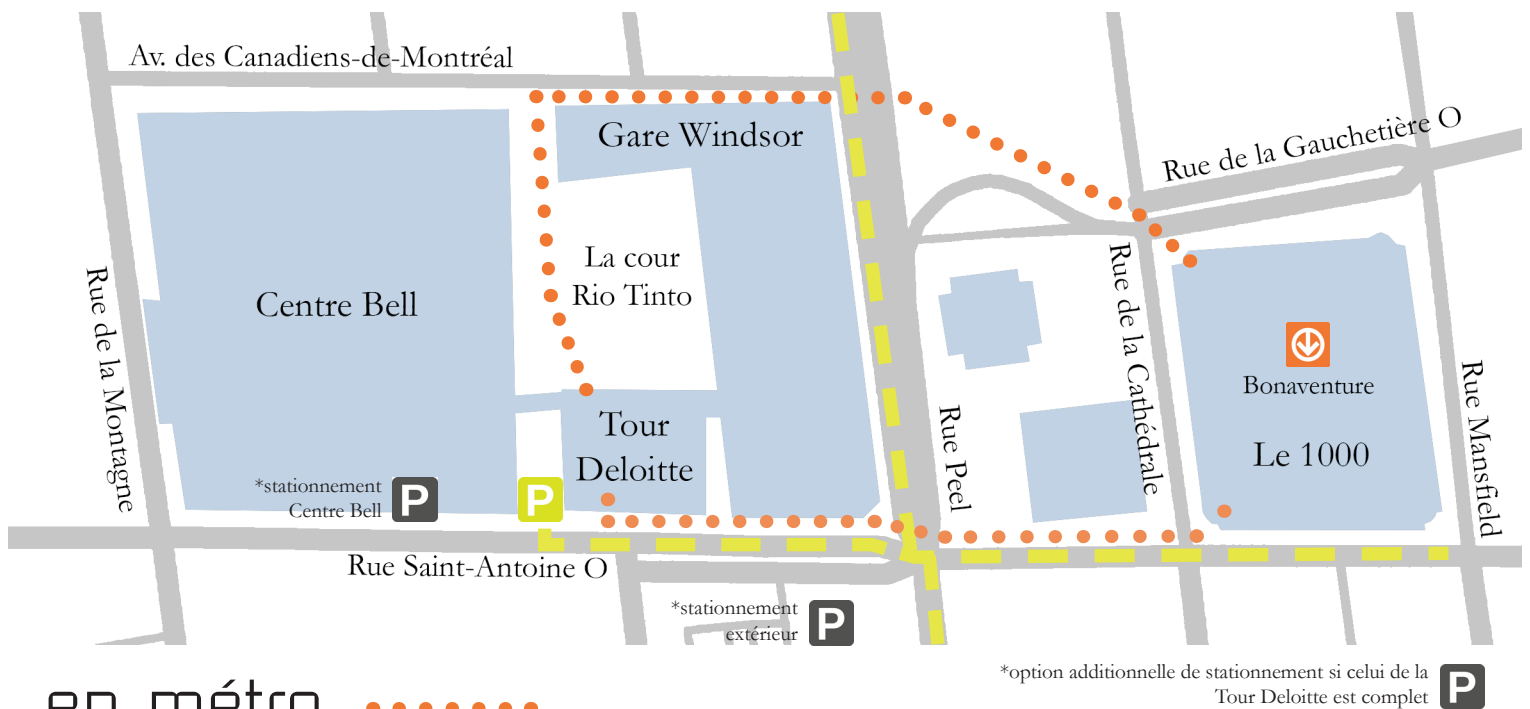 Av. des Canadiens-de-Montréal
Gare Windsor
Rue de la Gauchetière O
La cour
Rio Tinto
Centre Bell
Rue de la Montagne
Rue de la Cathédrale
Bonaventure
Rue Mansfield
Rue Peel
Tour
Deloitte
Le 1000
*stationnement
Centre Bell
P
P
Rue Saint-Antoine O
*stationnement
extérieur
P
*option additionnelle de stationnement si celui de la
Tour Deloitte est complet
P
en métro